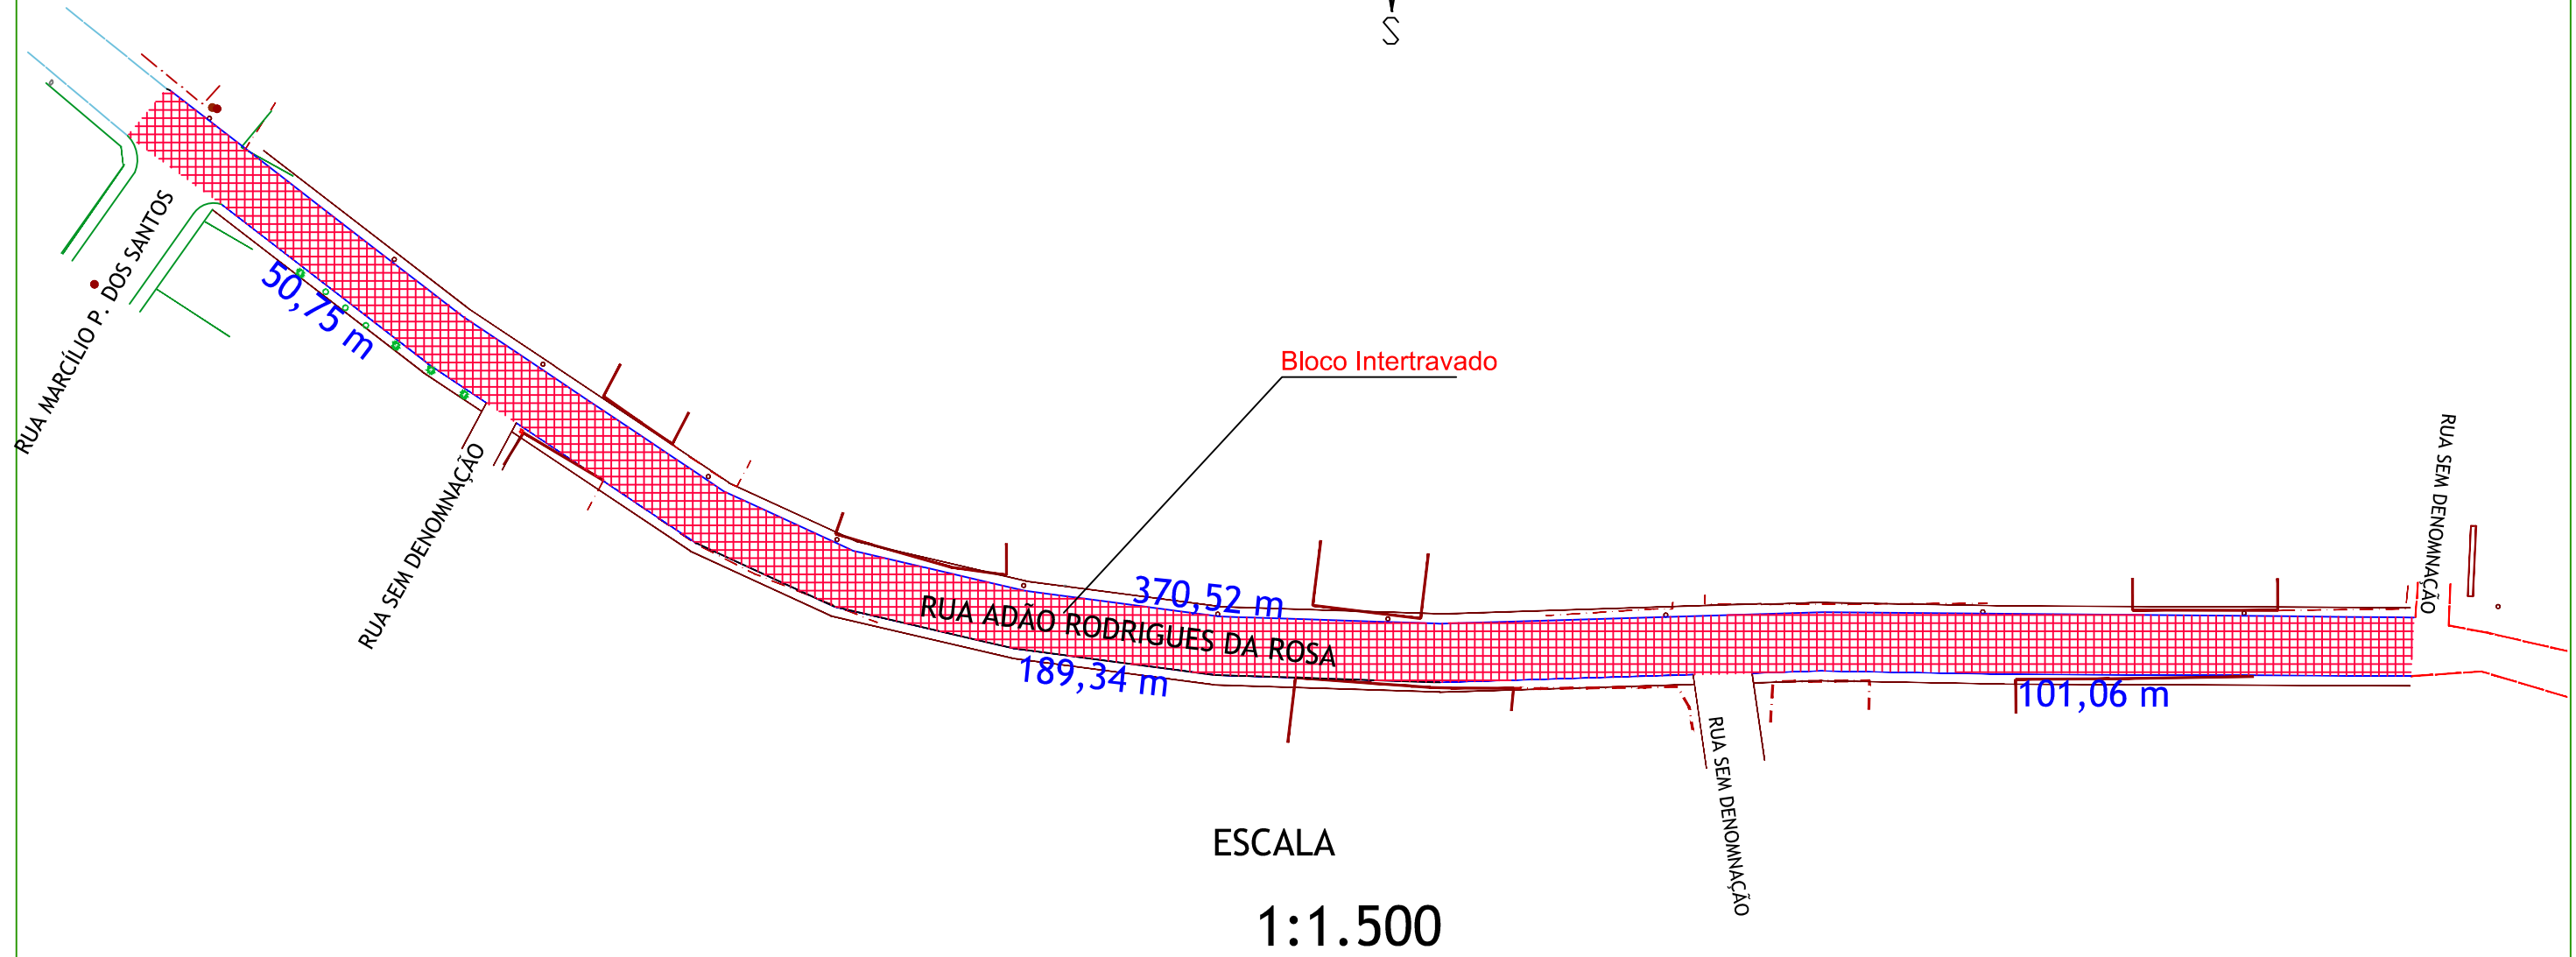 S
RUA MARCÍLIO P. DOS SANTOS
50,75 m
RUA SEM DENOMNAÇÃO
Bloco Intertravado
370,52 m
RUA ADÃO RODRIGUES DA ROSA
189,34 m
RUA SEM DENOMNAÇÃO
101,06 m
RUA SEM DENOMNAÇÃO
ESCALA
1:1.500